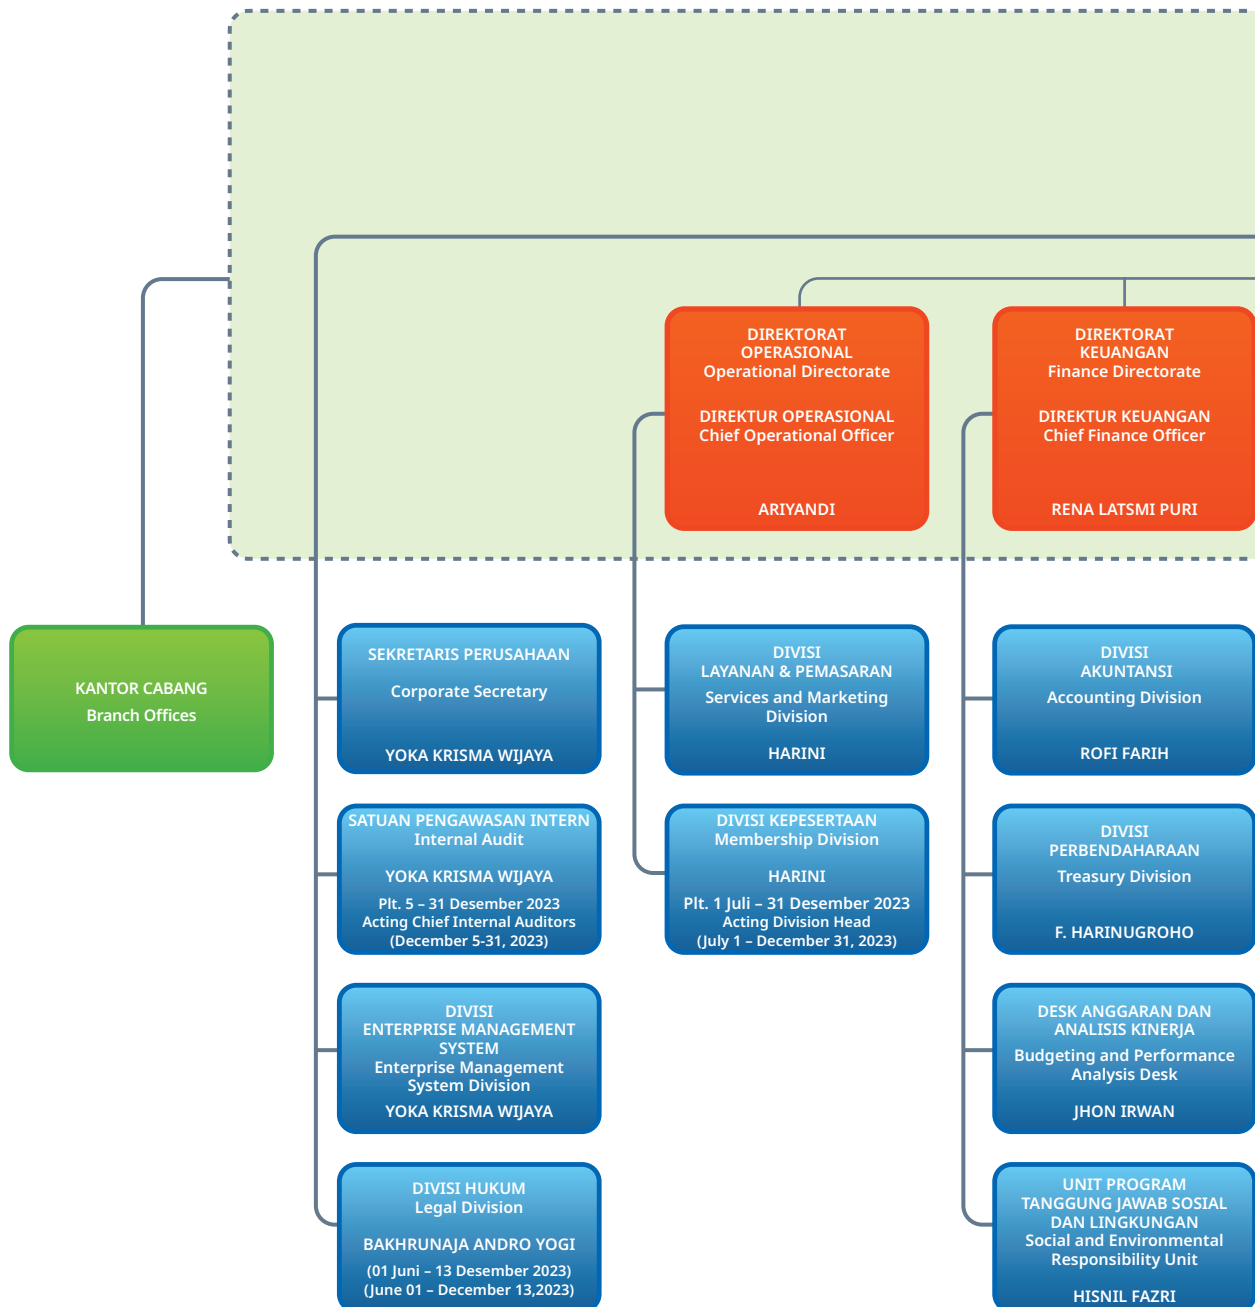 DIREKTORAT
OPERASIONAL
Operational Directorate
DIREKTUR OPERASIONAL
Chief Operational Officer
ARIYANDI
DIREKTORAT
KEUANGAN
Finance Directorate
DIREKTUR KEUANGAN
Chief Finance Officer
RENA LATSMI PURI
KANTOR CABANG
Branch Offices
SEKRETARIS PERUSAHAAN
Corporate Secretary
YOKA KRISMA WIJAYA
DIVISI
LAYANAN & PEMASARAN
Services and Marketing
Division
HARINI
DIVISI
AKUNTANSI
Accounting Division
ROFI FARIH
SATUAN PENGAWASAN INTERN
Internal Audit
YOKA KRISMA WIJAYA
Plt. 5 – 31 Desember 2023
Acting Chief Internal Auditors
(December 5-31, 2023)
DIVISI KEPESERTAAN
Membership Division
HARINI
Plt. 1 Juli – 31 Desember 2023
Acting Division Head
(July 1 – December 31, 2023)
DIVISI
PERBENDAHARAAN
Treasury Division
F. HARINUGROHO
DIVISI
ENTERPRISE MANAGEMENT
SYSTEM
Enterprise Management
System Division
YOKA KRISMA WIJAYA
DESK ANGGARAN DAN
ANALISIS KINERJA
Budgeting and Performance
Analysis Desk
JHON IRWAN
DIVISI HUKUM
Legal Division
BAKHRUNAJA ANDRO YOGI
(01 Juni – 13 Desember 2023)
(June 01 – December 13,2023)
UNIT PROGRAM
TANGGUNG JAWAB SOSIAL
DAN LINGKUNGAN
Social and Environmental
Responsibility Unit
HISNIL FAZRI